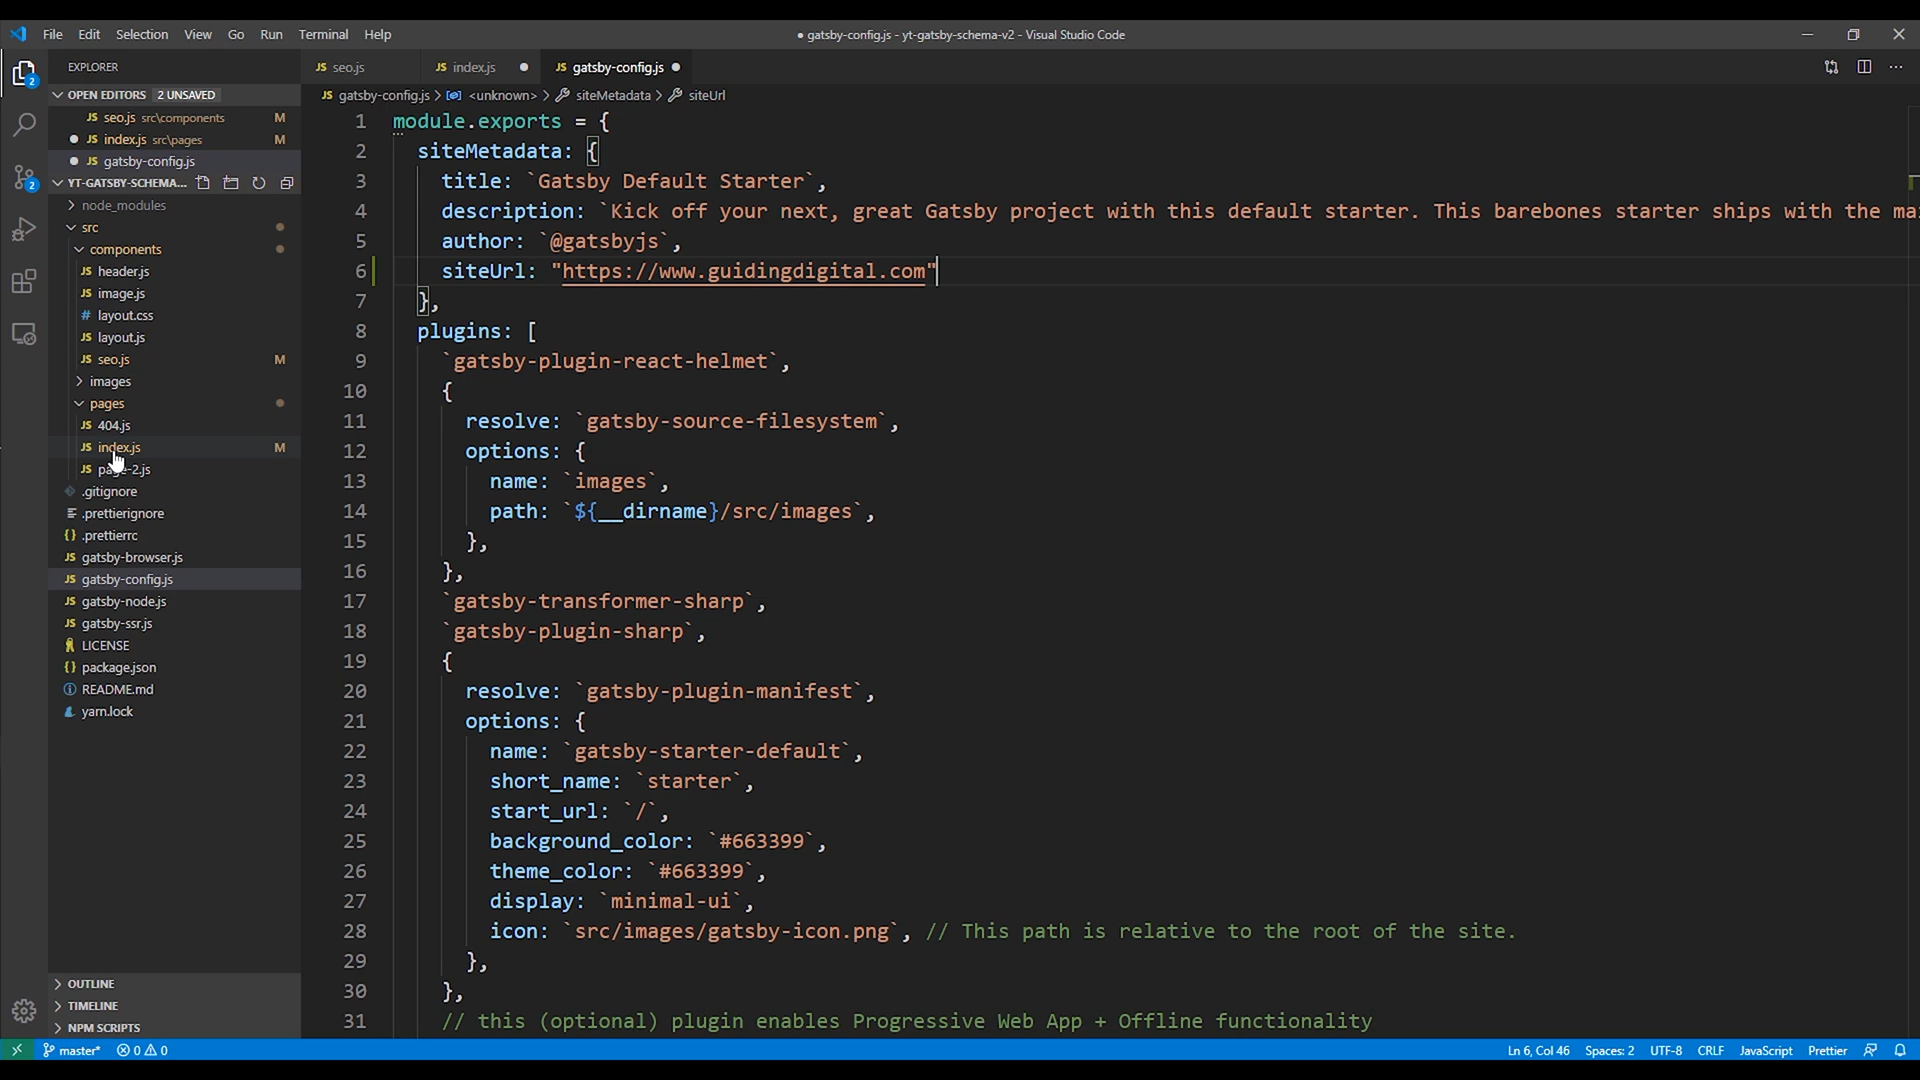 File Edit Selection View Go Run Terminal Help
● gatsby-config.js - yt-gatsby-schema-v2 - Visual Studio Code
EXPLORER
JS seo.js JS index.js ● JS gatsby-config.js ●
OPEN EDITORS 2 UNSAVED
JS gatsby-config.js > <unknown> > siteMetadata > siteUrl
2
JS seo.js src\components M
● JS index.js src\pages M
● JS gatsby-config.js
2
YT-GATSBY-SCHEMA...
node_modules
src
components
JS header.js
JS image.js
# layout.css
JS layout.js
JS seo.js M
images
pages
JS 404.js
JS index.js M
JS page-2.js
.gitignore
.prettierignore
{} .prettierrc
JS gatsby-browser.js
JS gatsby-config.js
JS gatsby-node.js
JS gatsby-ssr.js
LICENSE
{} package.json
README.md
yarn.lock
OUTLINE
TIMELINE
NPM SCRIPTS
1 module.exports = {
2 siteMetadata: {
3 title: `Gatsby Default Starter`,
4 description: `Kick off your next, great Gatsby project with this default starter. This barebones starter ships with the mai
5 author: `@gatsbyjs`,
6 siteUrl: "https://www.guidingdigital.com"
7 },
8 plugins: [
9 `gatsby-plugin-react-helmet`,
10 {
11 resolve: `gatsby-source-filesystem`,
12 options: {
13 name: `images`,
14 path: `${__dirname}/src/images`,
15 },
16 },
17 `gatsby-transformer-sharp`,
18 `gatsby-plugin-sharp`,
19 {
20 resolve: `gatsby-plugin-manifest`,
21 options: {
22 name: `gatsby-starter-default`,
23 short_name: `starter`,
24 start_url: `/`,
25 background_color: `#663399`,
26 theme_color: `#663399`,
27 display: `minimal-ui`,
28 icon: `src/images/gatsby-icon.png`, // This path is relative to the root of the site.
29 },
30 },
31 // this (optional) plugin enables Progressive Web App + Offline functionality
master* 0 0
Ln 6, Col 46 Spaces: 2 UTF-8 CRLF JavaScript Prettier